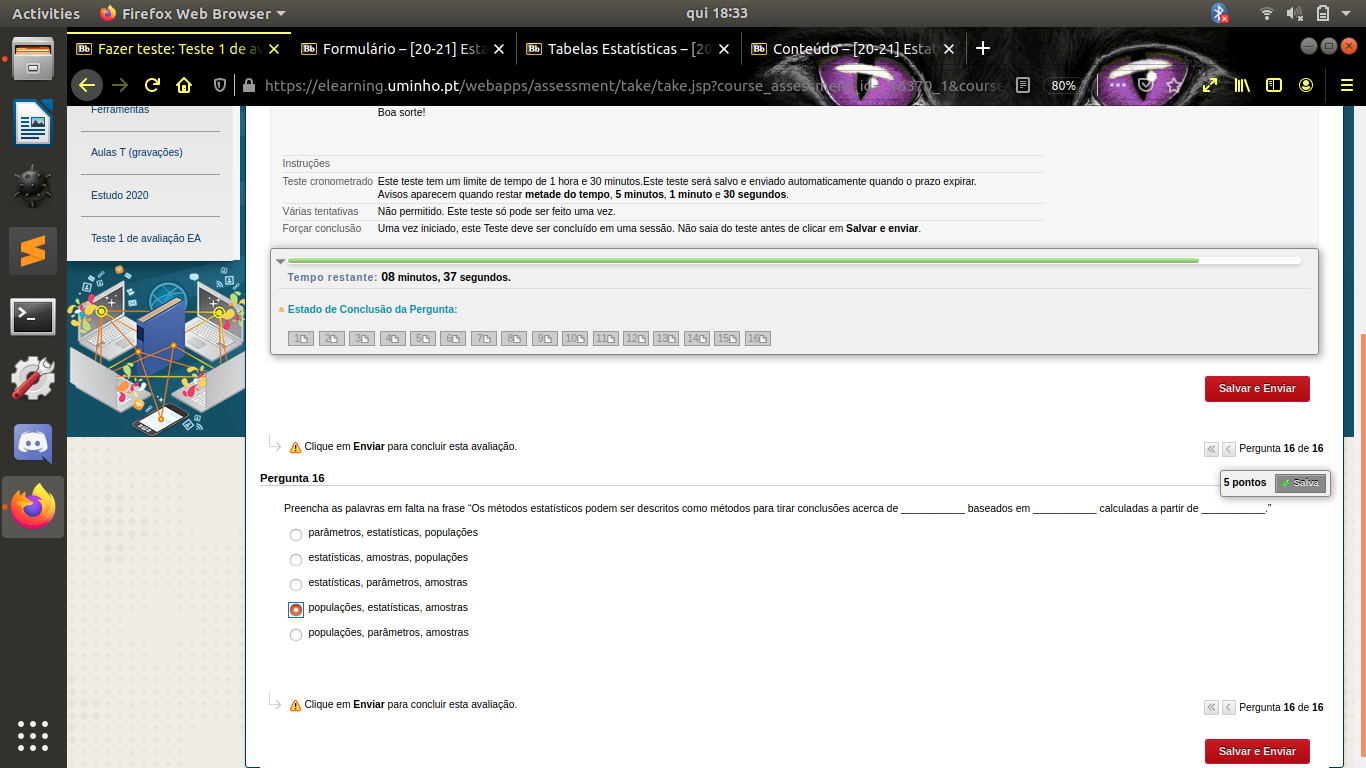 Activities Firefox Web Browser qui 18:33
Fazer teste: Teste 1 de av Formulário – [20-21] Esta Tabelas Estatísticas – [20 Conteúdo – [20-21] Estat
https://elearning.uminho.pt/webapps/assessment/take/take.jsp?course_assessment_id= 80%
Ferramentas
Aulas T (gravações)
Estudo 2020
Teste 1 de avaliação EA
Boa sorte!
Instruções
Teste cronometrado Este teste tem um limite de tempo de 1 hora e 30 minutos.Este teste será salvo e enviado automaticamente quando o prazo expirar.
Avisos aparecem quando restar metade do tempo, 5 minutos, 1 minuto e 30 segundos.
Várias tentativas Não permitido. Este teste só pode ser feito uma vez.
Forçar conclusão Uma vez iniciado, este Teste deve ser concluído em uma sessão. Não saia do teste antes de clicar em Salvar e enviar.
Tempo restante: 08 minutos, 37 segundos.
Estado de Conclusão da Pergunta:
1 2 3 4 5 6 7 8 9 10 11 12 13 14 15 16
Salvar e Enviar
Clique em Enviar para concluir esta avaliação. Pergunta 16 de 16
Pergunta 16
5 pontos Salva
Preencha as palavras em falta na frase “Os métodos estatísticos podem ser descritos como métodos para tirar conclusões acerca de ___________ baseados em ___________ calculadas a partir de ___________.”
parâmetros, estatísticas, populações
estatísticas, amostras, populações
estatísticas, parâmetros, amostras
populações, estatísticas, amostras
populações, parâmetros, amostras
Clique em Enviar para concluir esta avaliação. Pergunta 16 de 16
Salvar e Enviar